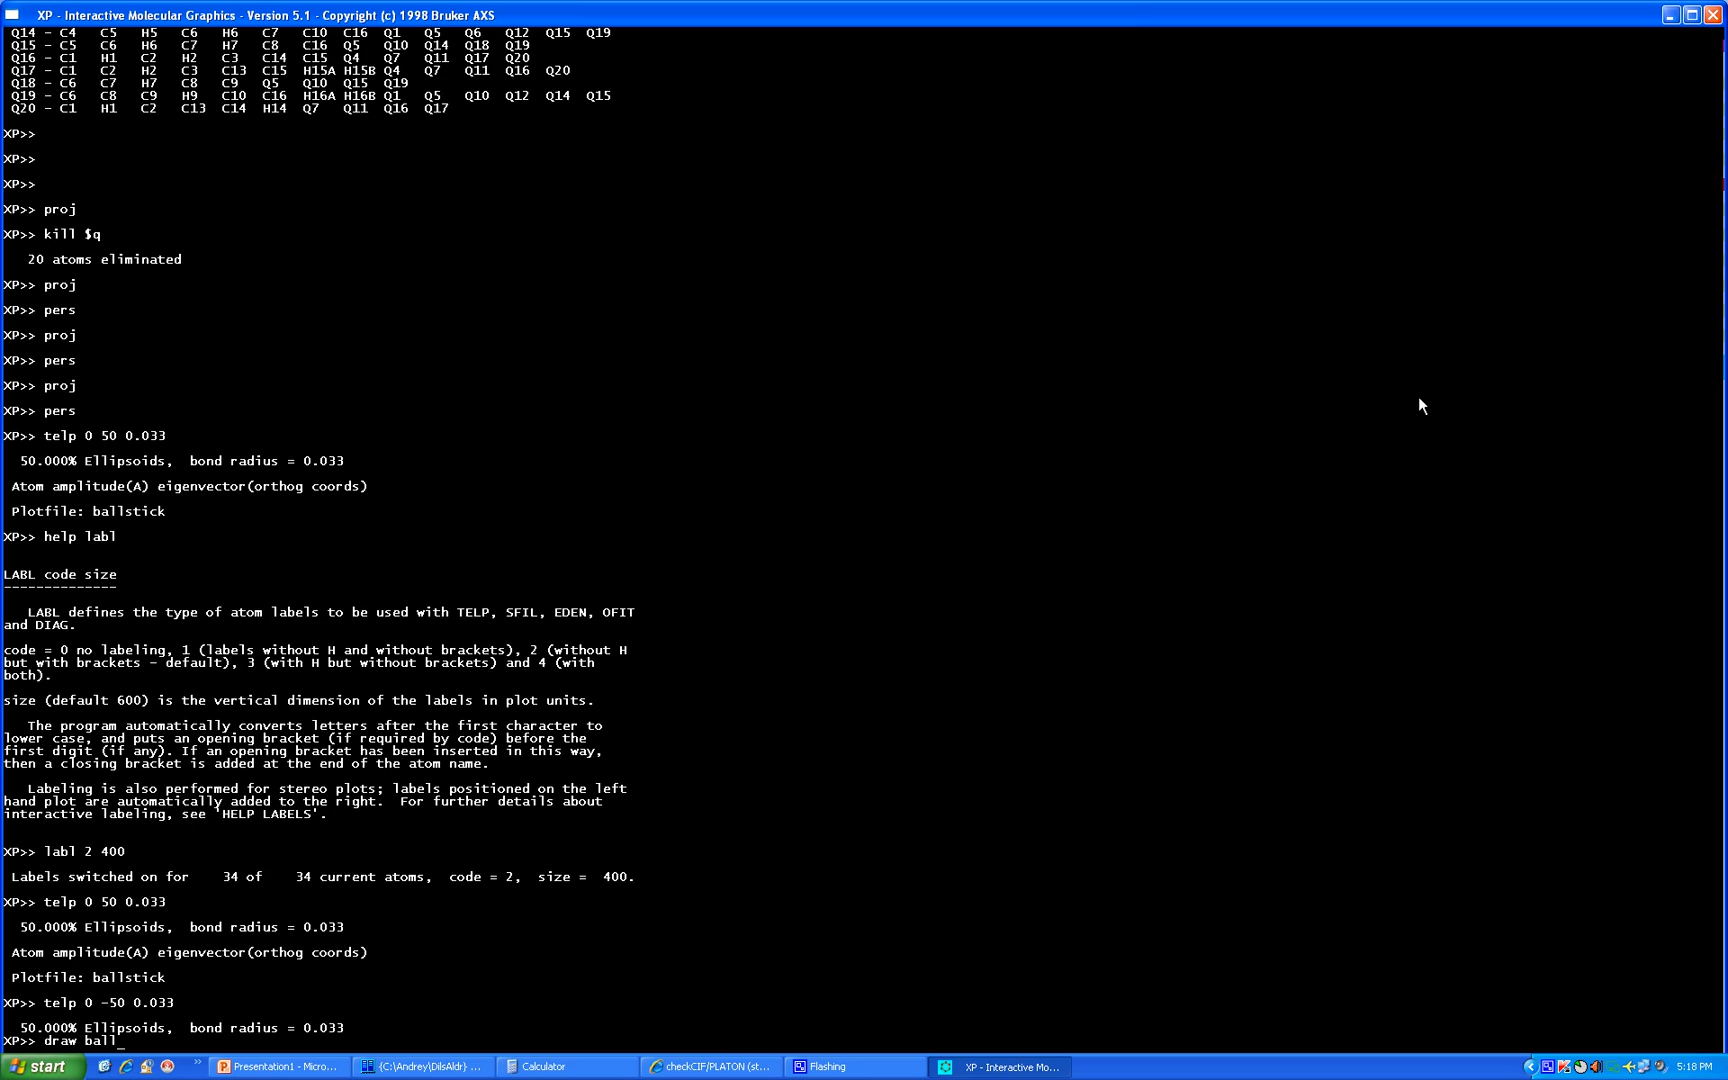 XP - Interactive Molecular Graphics - Version 5.1 - Copyright (c) 1998 Bruker AXS
Q14 - C4 C5 H5 C6 H6 C7 C10 C16 Q1 Q5 Q6 Q12 Q15 Q19
Q15 - C5 C6 H6 C7 H7 C8 C16 Q5 Q10 Q14 Q18 Q19
Q16 - C1 H1 C2 H2 C3 C14 C15 Q4 Q7 Q11 Q17 Q20
Q17 - C1 C2 H2 C3 C13 C15 H15A H15B Q4 Q7 Q11 Q16 Q20
Q18 - C6 C7 H7 C8 C9 Q5 Q10 Q15 Q19
Q19 - C6 C8 C9 H9 C10 C16 H16A H16B Q1 Q5 Q10 Q12 Q14 Q15
Q20 - C1 H1 C2 C13 C14 H14 Q7 Q11 Q16 Q17
XP>>
XP>>
XP>>
XP>> proj
XP>> kill $q
20 atoms eliminated
XP>> proj
XP>> pers
XP>> proj
XP>> pers
XP>> proj
XP>> pers
XP>> telp 0 50 0.033
50.000% Ellipsoids, bond radius = 0.033
Atom amplitude(A) eigenvector(orthog coords)
Plotfile: ballstick
XP>> help labl
LABL code size
--------------
LABL defines the type of atom labels to be used with TELP, SFIL, EDEN, OFIT
and DIAG.
code = 0 no labeling, 1 (labels without H and without brackets), 2 (without H
but with brackets - default), 3 (with H but without brackets) and 4 (with
both).
size (default 600) is the vertical dimension of the labels in plot units.
The program automatically converts letters after the first character to
lower case, and puts an opening bracket (if required by code) before the
first digit (if any). If an opening bracket has been inserted in this way,
then a closing bracket is added at the end of the atom name.
Labeling is also performed for stereo plots; labels positioned on the left
hand plot are automatically added to the right. For further details about
interactive labeling, see 'HELP LABELS'.
XP>> labl 2 400
Labels switched on for 34 of 34 current atoms, code = 2, size = 400.
XP>> telp 0 50 0.033
50.000% Ellipsoids, bond radius = 0.033
Atom amplitude(A) eigenvector(orthog coords)
Plotfile: ballstick
XP>> telp 0 -50 0.033
50.000% Ellipsoids, bond radius = 0.033
XP>> draw ball_
start Presentation1 - Micro... {C:\Andrey\DilsAldr} ... Calculator checkCIF/PLATON (st... Flashing XP - Interactive Mo... 5:18 PM